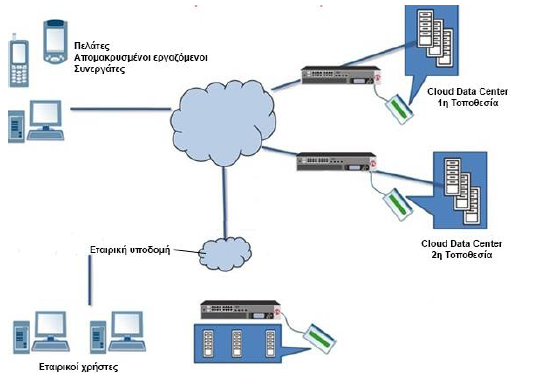 Πελάτες
Απομακρυσμένοι εργαζόμενοι
Συνεργάτες
Cloud Data Center
1η Τοποθεσία
Cloud Data Center
2η Τοποθεσία
Εταιρική υποδομή
Εταιρικοί χρήστες